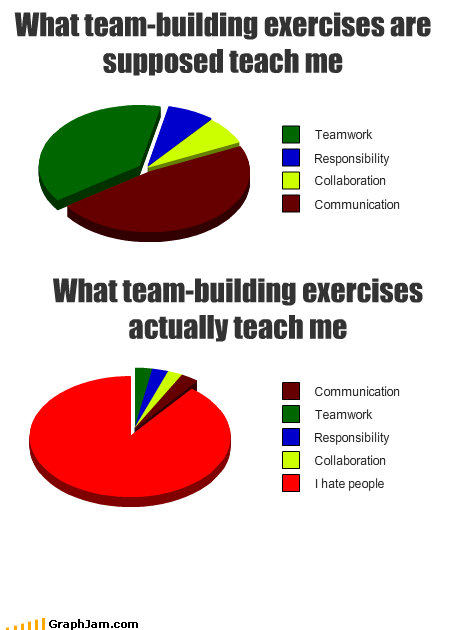 What team-building exercises are
supposed teach me
Teamwork
Responsibility
Collaboration
Communication
What team-building exercises
actually teach me
Communication
Teamwork
Responsibility
Collaboration
I hate people
GraphJam.com